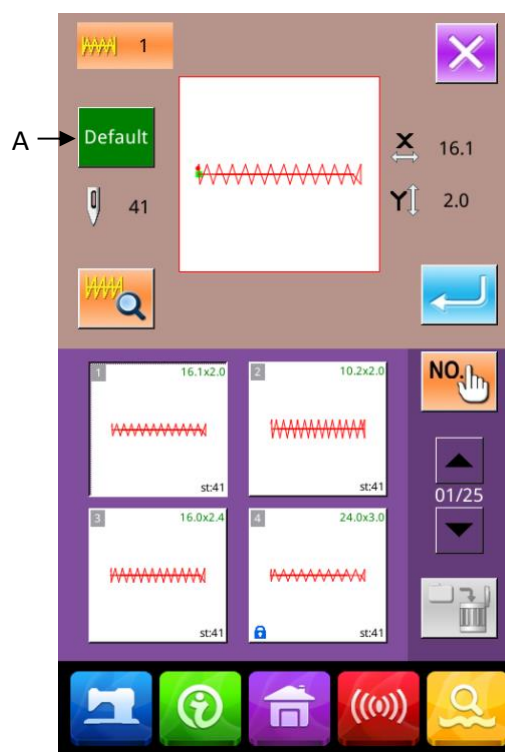 1
A
Default
X 16.1
41
Y 2.0
1 16.1x2.0
st:41
2 10.2x2.0
st:41
NO.
01/25
3 16.0x2.4
st:41
4 24.0x3.0
st:41